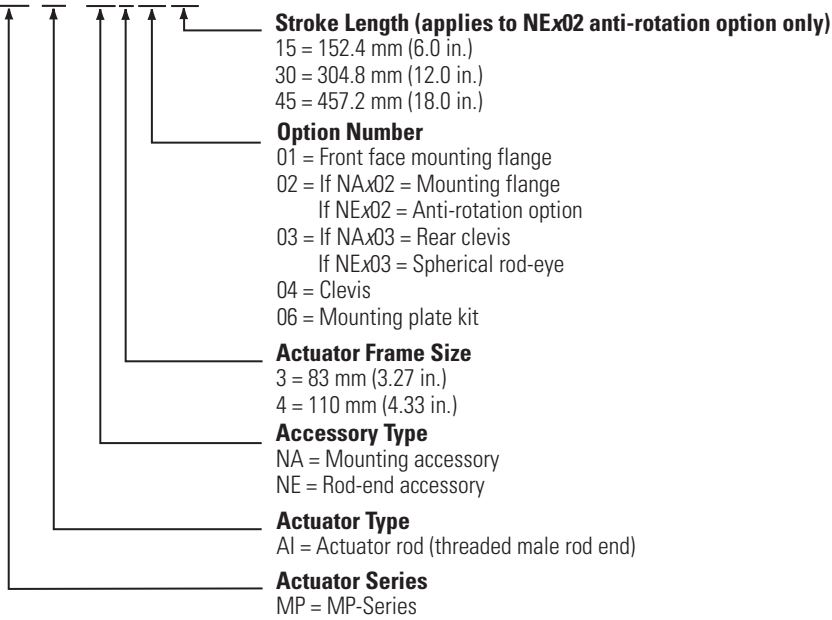 Stroke Length (applies to NEx02 anti-rotation option only)
15 = 152.4 mm (6.0 in.)
30 = 304.8 mm (12.0 in.)
45 = 457.2 mm (18.0 in.)
Option Number
01 = Front face mounting flange
02 = If NAx02 = Mounting flange
If NEx02 = Anti-rotation option
03 = If NAx03 = Rear clevis
If NEx03 = Spherical rod-eye
04 = Clevis
06 = Mounting plate kit
Actuator Frame Size
3 = 83 mm (3.27 in.)
4 = 110 mm (4.33 in.)
Accessory Type
NA = Mounting accessory
NE = Rod-end accessory
Actuator Type
AI = Actuator rod (threaded male rod end)
Actuator Series
MP = MP-Series